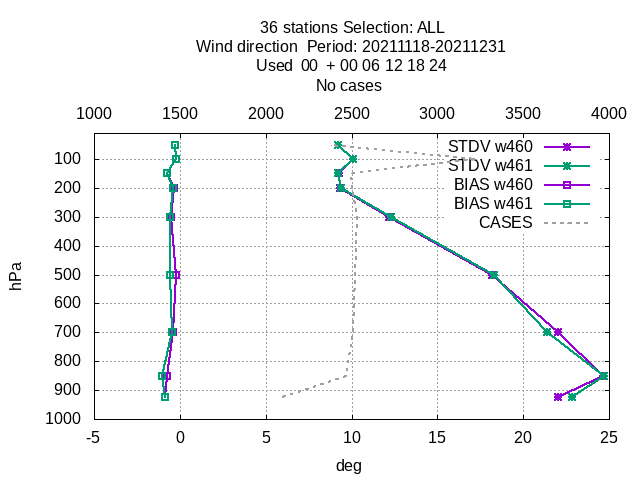 36 stations Selection: ALL
Wind direction  Period: 20211118-20211231
Used  00  + 00 06 12 18 24
No cases
1000 1500 2000 2500 3000 3500 4000
STDV w460
STDV w461
BIAS w460
BIAS w461
CASES
100
200
300
400
500
600
700
800
900
1000
hPa
-5 0 5 10 15 20 25
deg